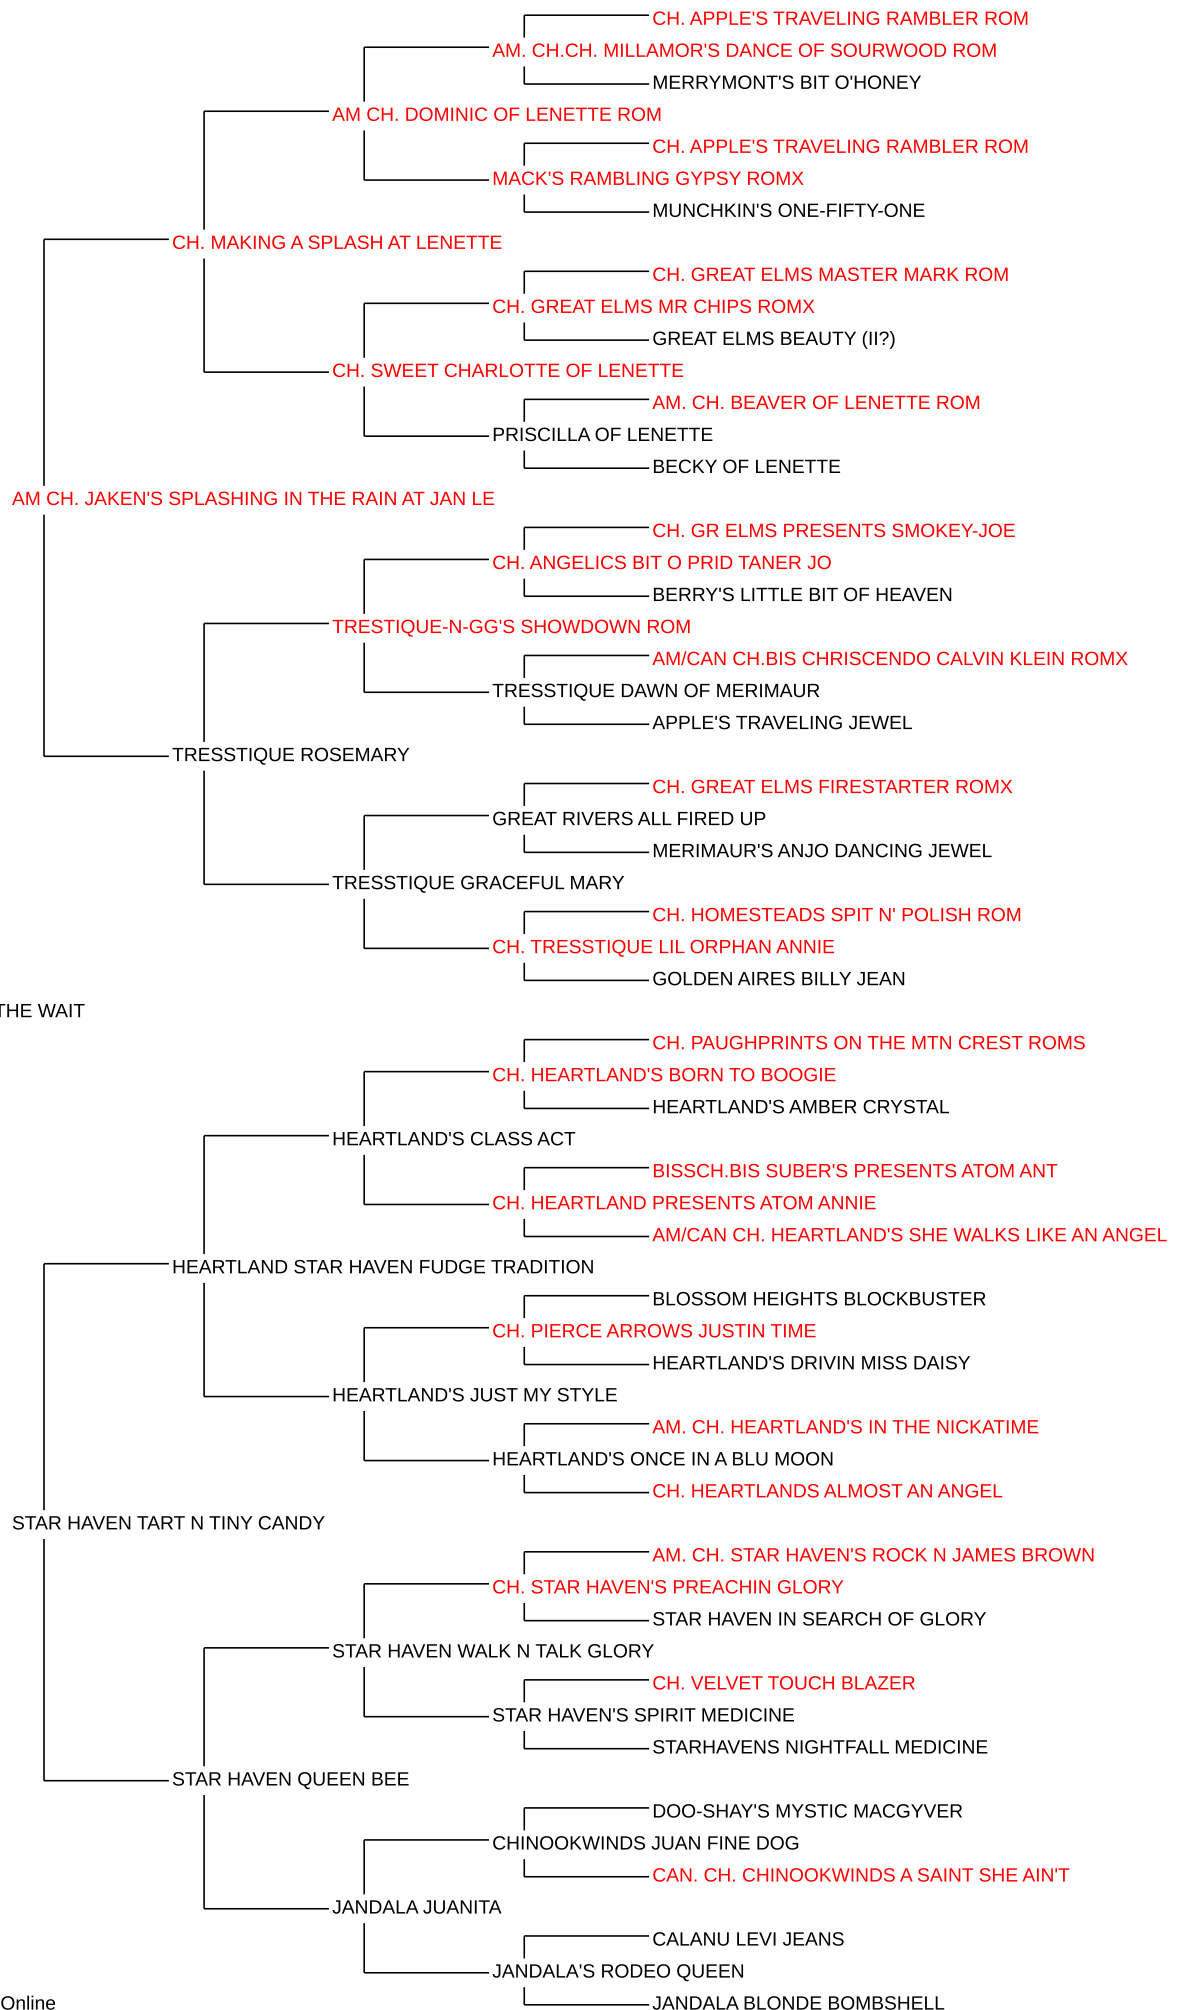 CH. APPLE'S TRAVELING RAMBLER ROM
AM. CH.CH. MILLAMOR'S DANCE OF SOURWOOD ROM
MERRYMONT'S BIT O'HONEY
AM CH. DOMINIC OF LENETTE ROM
CH. APPLE'S TRAVELING RAMBLER ROM
MACK'S RAMBLING GYPSY ROMX
MUNCHKIN'S ONE-FIFTY-ONE
CH. MAKING A SPLASH AT LENETTE
CH. GREAT ELMS MASTER MARK ROM
CH. GREAT ELMS MR CHIPS ROMX
GREAT ELMS BEAUTY (II?)
CH. SWEET CHARLOTTE OF LENETTE
AM. CH. BEAVER OF LENETTE ROM
PRISCILLA OF LENETTE
BECKY OF LENETTE
AM CH. JAKEN'S SPLASHING IN THE RAIN AT JAN LE
CH. GR ELMS PRESENTS SMOKEY-JOE
CH. ANGELICS BIT O PRID TANER JO
BERRY'S LITTLE BIT OF HEAVEN
TRESTIQUE-N-GG'S SHOWDOWN ROM
AM/CAN CH.BIS CHRISCENDO CALVIN KLEIN ROMX
TRESSTIQUE DAWN OF MERIMAUR
APPLE'S TRAVELING JEWEL
TRESSTIQUE ROSEMARY
CH. GREAT ELMS FIRESTARTER ROMX
GREAT RIVERS ALL FIRED UP
MERIMAUR'S ANJO DANCING JEWEL
TRESSTIQUE GRACEFUL MARY
CH. HOMESTEADS SPIT N' POLISH ROM
CH. TRESSTIQUE LIL ORPHAN ANNIE
GOLDEN AIRES BILLY JEAN
THE WAIT
CH. PAUGHPRINTS ON THE MTN CREST ROMS
CH. HEARTLAND'S BORN TO BOOGIE
HEARTLAND'S AMBER CRYSTAL
HEARTLAND'S CLASS ACT
BISSCH.BIS SUBER'S PRESENTS ATOM ANT
CH. HEARTLAND PRESENTS ATOM ANNIE
AM/CAN CH. HEARTLAND'S SHE WALKS LIKE AN ANGEL
HEARTLAND STAR HAVEN FUDGE TRADITION
BLOSSOM HEIGHTS BLOCKBUSTER
CH. PIERCE ARROWS JUSTIN TIME
HEARTLAND'S DRIVIN MISS DAISY
HEARTLAND'S JUST MY STYLE
AM. CH. HEARTLAND'S IN THE NICKATIME
HEARTLAND'S ONCE IN A BLU MOON
CH. HEARTLANDS ALMOST AN ANGEL
STAR HAVEN TART N TINY CANDY
AM. CH. STAR HAVEN'S ROCK N JAMES BROWN
CH. STAR HAVEN'S PREACHIN GLORY
STAR HAVEN IN SEARCH OF GLORY
STAR HAVEN WALK N TALK GLORY
CH. VELVET TOUCH BLAZER
STAR HAVEN'S SPIRIT MEDICINE
STARHAVENS NIGHTFALL MEDICINE
STAR HAVEN QUEEN BEE
DOO-SHAY'S MYSTIC MACGYVER
CHINOOKWINDS JUAN FINE DOG
CAN. CH. CHINOOKWINDS A SAINT SHE AIN'T
JANDALA JUANITA
CALANU LEVI JEANS
JANDALA'S RODEO QUEEN
JANDALA BLONDE BOMBSHELL
Online